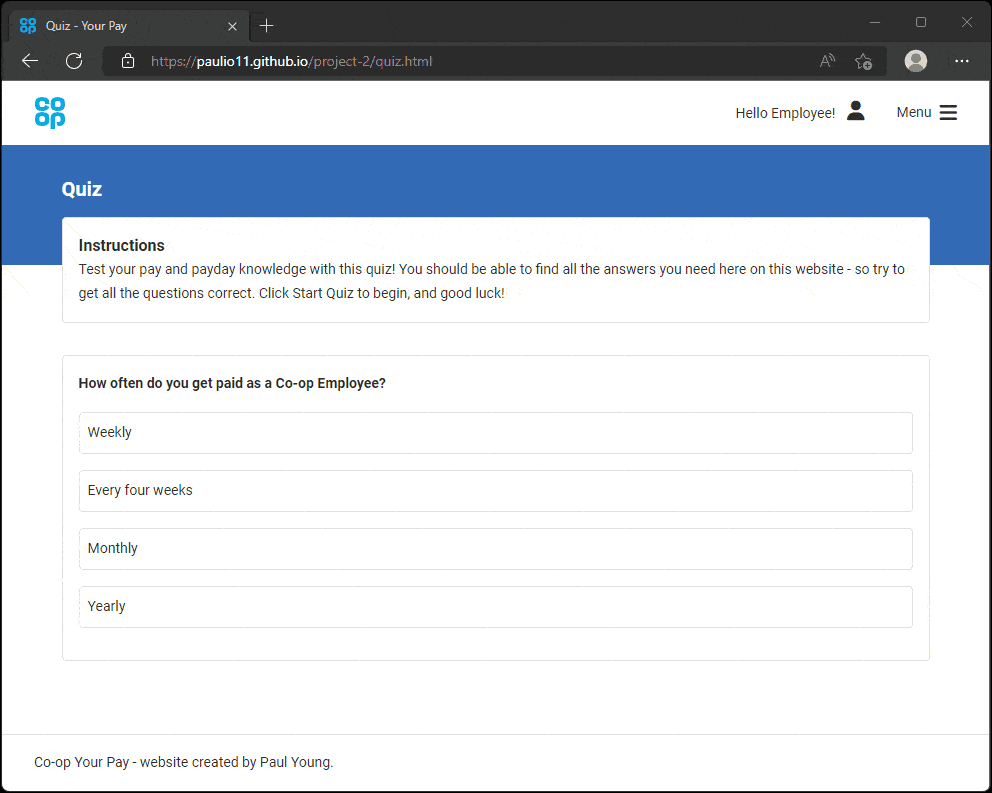 Quiz - Your Pay
https://paulio11.github.io/project-2/quiz.html
co
op
Hello Employee!
Menu
Quiz
Instructions
Test your pay and payday knowledge with this quiz! You should be able to find all the answers you need here on this website - so try to
get all the questions correct. Click Start Quiz to begin, and good luck!
How often do you get paid as a Co-op Employee?
Weekly
Every four weeks
Monthly
Yearly
Co-op Your Pay - website created by Paul Young.